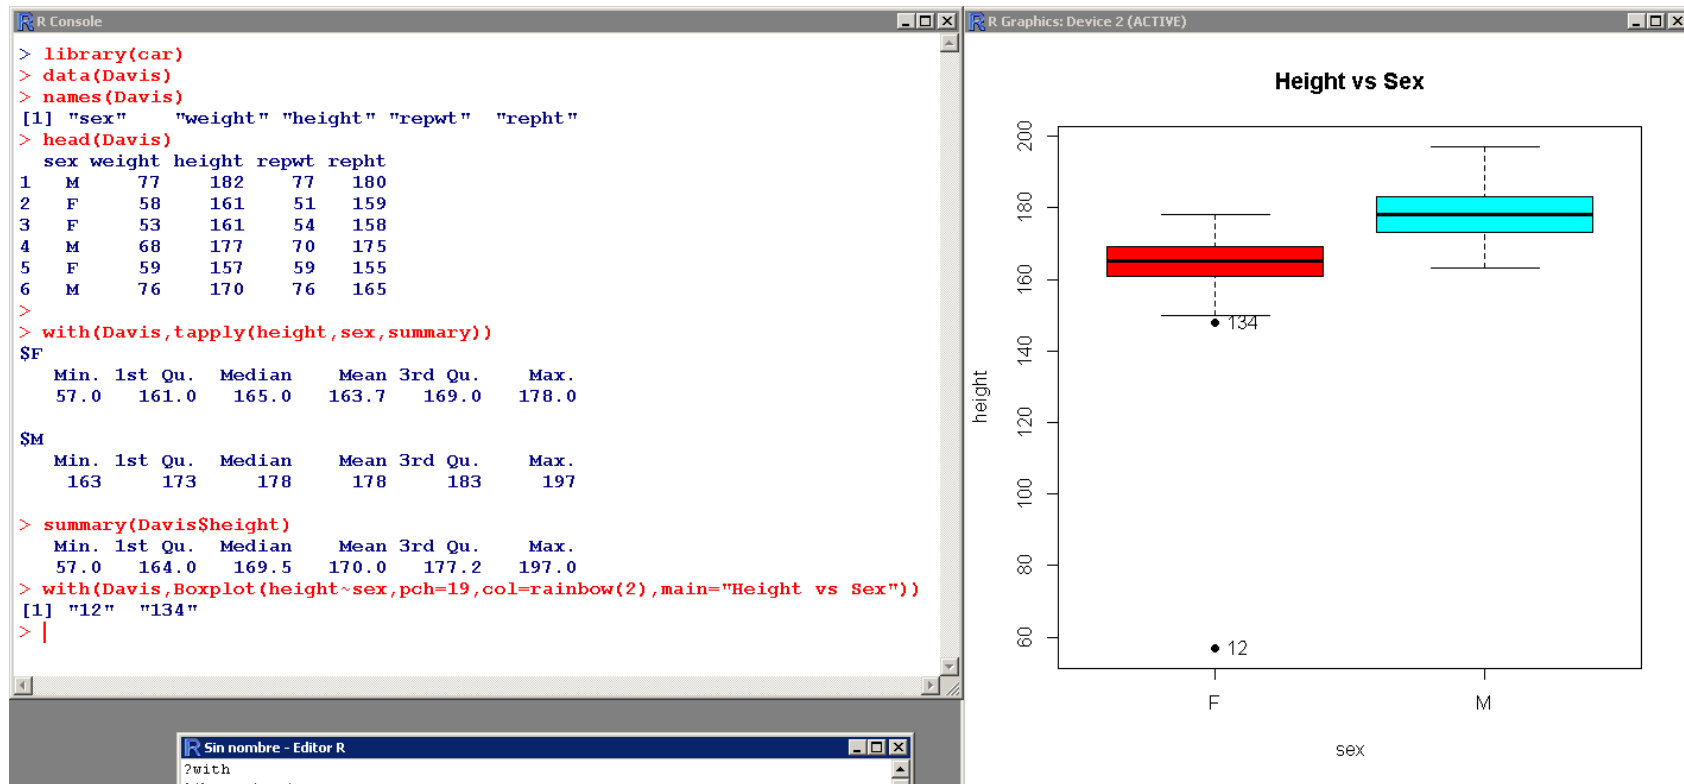 R Console
> library(car)
> data(Davis)
> names(Davis)
[1] "sex"    "weight" "height" "repwt"  "repht"
> head(Davis)
  sex weight height repwt repht
1   M     77    182    77   180
2   F     58    161    51   159
3   F     53    161    54   158
4   M     68    177    70   175
5   F     59    157    59   155
6   M     76    170    76   165
>
> with(Davis,tapply(height,sex,summary))
$F
   Min. 1st Qu.  Median    Mean 3rd Qu.    Max.
   57.0   161.0   165.0   163.7   169.0   178.0
$M
   Min. 1st Qu.  Median    Mean 3rd Qu.    Max.
    163     173     178     178     183     197
> summary(Davis$height)
   Min. 1st Qu.  Median    Mean 3rd Qu.    Max.
   57.0   164.0   169.5   170.0   177.2   197.0
> with(Davis,Boxplot(height~sex,pch=19,col=rainbow(2),main="Height vs Sex"))
[1] "12"  "134"
>
Sin nombre - Editor R
?with
R Graphics: Device 2 (ACTIVE)
Height vs Sex
200
180
160
140
120
100
80
60
height
134
12
F
M
sex